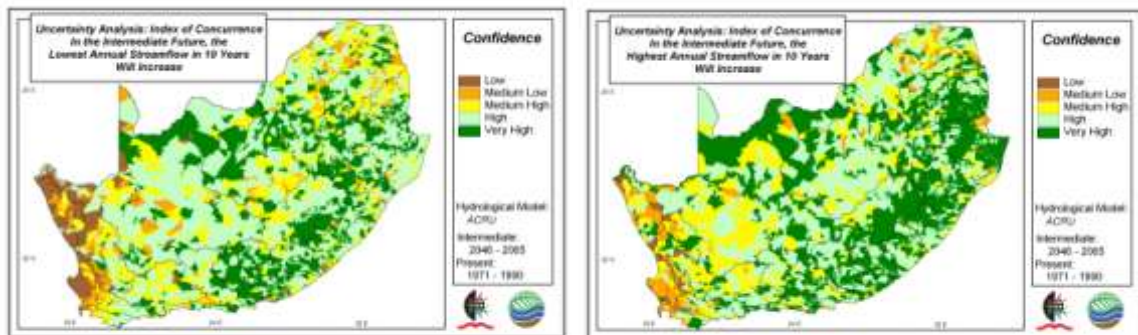 Uncertainty Analysis: Index of Concurrence
In the Intermediate Future, the
Lowest Annual Streamflow in 10 Years
Will Increase
Confidence
Low
Medium Low
Medium High
High
Very High
Hydrological Model:
ACRU
Intermediate:
2046 - 2065
Present:
1971 - 1990
Uncertainty Analysis: Index of Concurrence
In the Intermediate Future, the
Highest Annual Streamflow in 10 Years
Will Increase
Confidence
Low
Medium Low
Medium High
High
Very High
Hydrological Model:
ACRU
Intermediate:
2046 - 2065
Present:
1971 - 1990